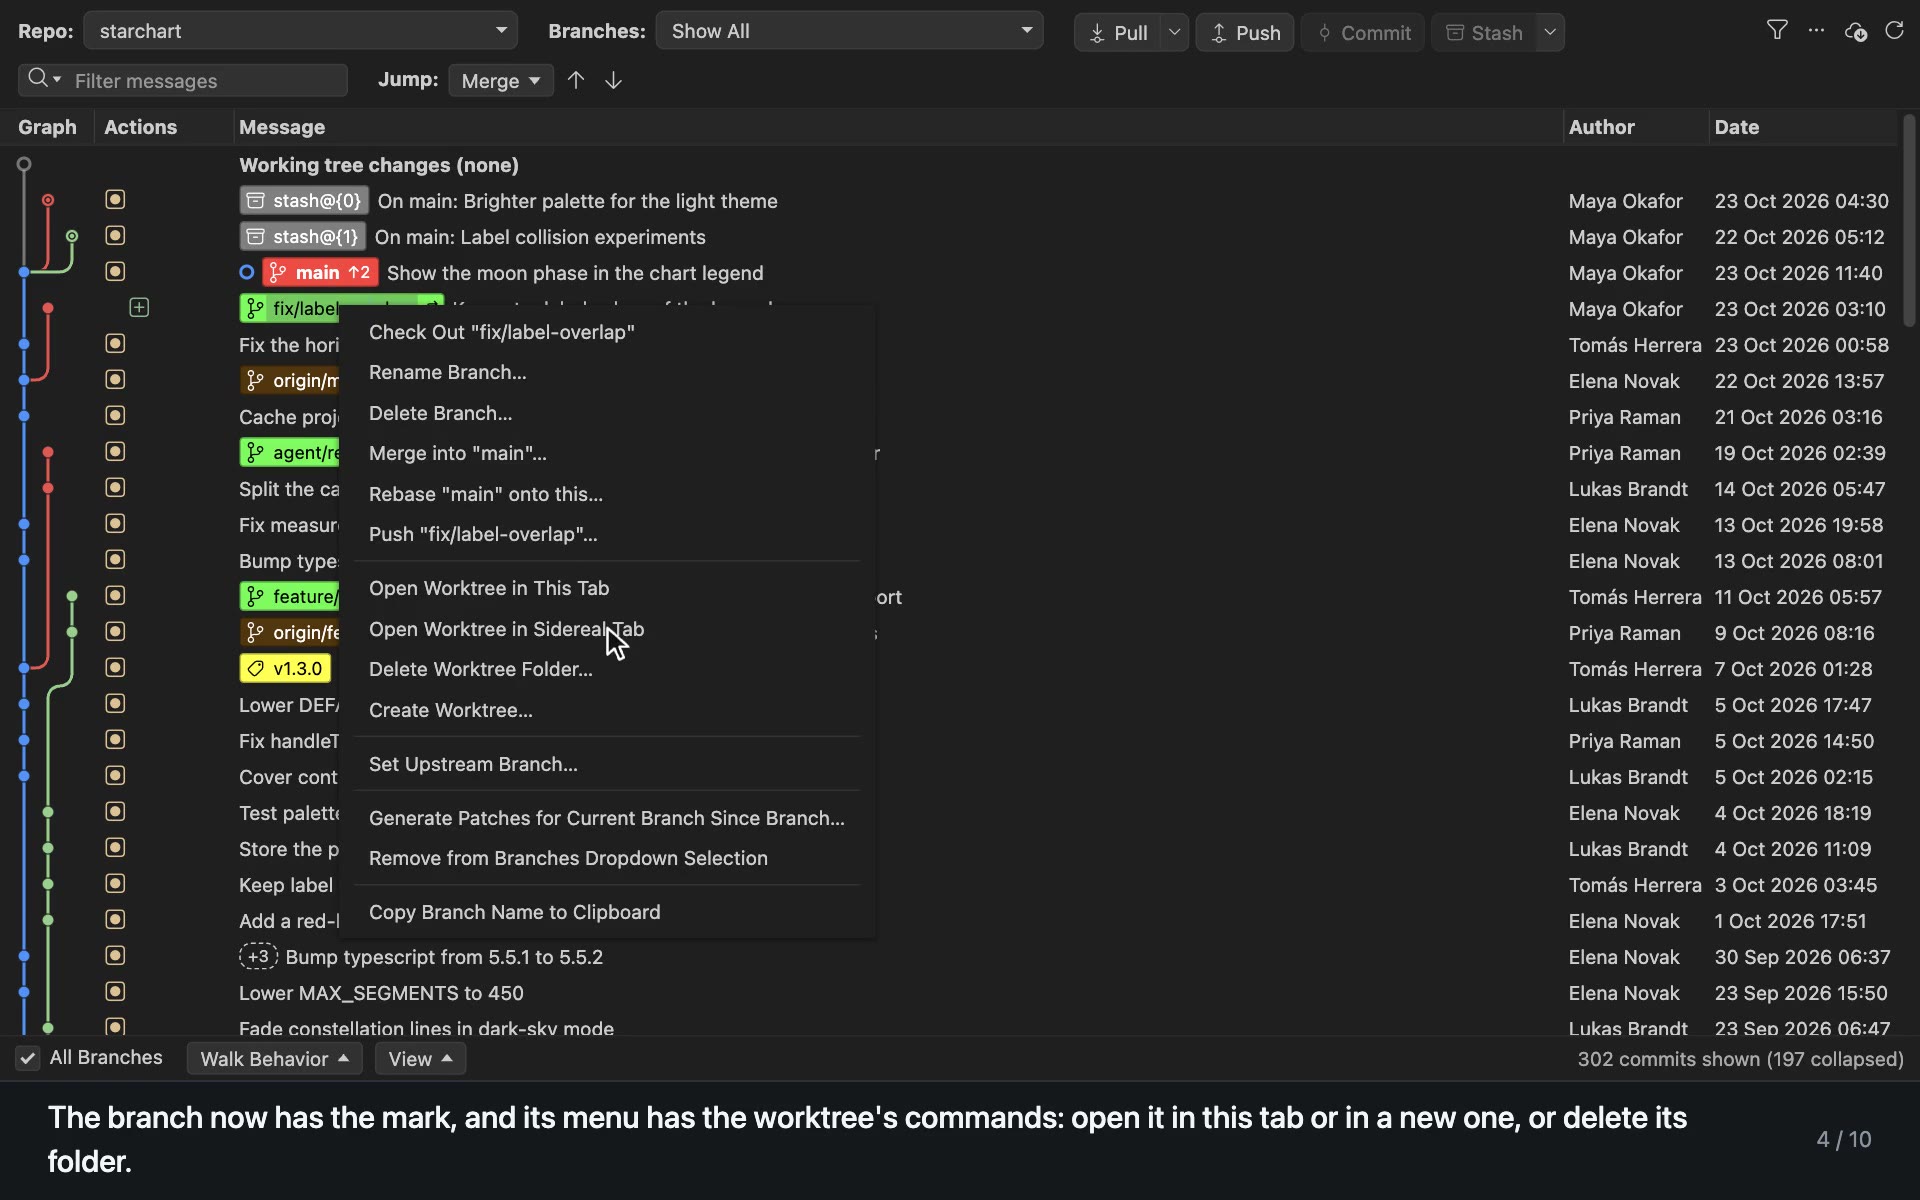 Repo: starchart Branches: Show All Pull Push Commit Stash
Filter messages Jump: Merge
Graph Actions Message Author Date
Working tree changes (none)
stash@{0} On main: Brighter palette for the light theme Maya Okafor 23 Oct 2026 04:30
stash@{1} On main: Label collision experiments Maya Okafor 22 Oct 2026 05:12
main ↑2 Show the moon phase in the chart legend Maya Okafor 23 Oct 2026 11:40
fix/label Maya Okafor 23 Oct 2026 03:10
Check Out "fix/label-overlap"
Fix the hori Tomás Herrera 23 Oct 2026 00:58
Rename Branch...
origin/m Elena Novak 22 Oct 2026 13:57
Delete Branch...
Cache proj Priya Raman 21 Oct 2026 03:16
agent/re Merge into "main"... r Priya Raman 19 Oct 2026 02:39
Split the ca Rebase "main" onto this... Lukas Brandt 14 Oct 2026 05:47
Fix measur Push "fix/label-overlap"... Elena Novak 13 Oct 2026 19:58
Bump type Elena Novak 13 Oct 2026 08:01
Open Worktree in This Tab
feature/ ort Tomás Herrera 11 Oct 2026 05:57
origin/fe Open Worktree in Sidereal Tab s Priya Raman 9 Oct 2026 08:16
v1.3.0 Delete Worktree Folder... Tomás Herrera 7 Oct 2026 01:28
Lower DEFA Create Worktree... Lukas Brandt 5 Oct 2026 17:47
Fix handleT Priya Raman 5 Oct 2026 14:50
Set Upstream Branch...
Cover cont Lukas Brandt 5 Oct 2026 02:15
Test palette Generate Patches for Current Branch Since Branch... Elena Novak 4 Oct 2026 18:19
Store the p Remove from Branches Dropdown Selection Lukas Brandt 4 Oct 2026 11:09
Keep label Tomás Herrera 3 Oct 2026 03:45
Copy Branch Name to Clipboard
Add a red-l Elena Novak 1 Oct 2026 17:51
+3 Bump typescript from 5.5.1 to 5.5.2 Elena Novak 30 Sep 2026 06:37
Lower MAX_SEGMENTS to 450 Elena Novak 23 Sep 2026 15:50
Fade constellation lines in dark-sky mode Lukas Brandt 23 Sep 2026 06:47
All Branches Walk Behavior View 302 commits shown (197 collapsed)
The branch now has the mark, and its menu has the worktree's commands: open it in this tab or in a new one, or delete its
folder.
4 / 10